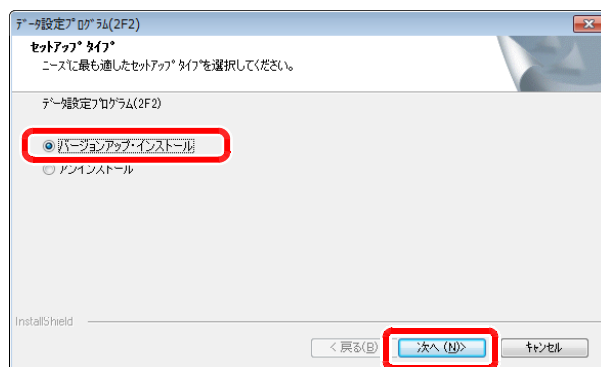 ﾃﾞｰﾀ設定ﾌﾟﾛｸﾞﾗﾑ(2F2)
ｾｯﾄｱｯﾌﾟ ﾀｲﾌﾟ
ニーズに最も適したｾｯﾄｱｯﾌﾟ ﾀｲﾌﾟを選択してください。
ﾃﾞｰﾀ設定ﾌﾟﾛｸﾞﾗﾑ(2F2)
バージョンアップ・インストール
アンインストール
InstallShield
< 戻る(B)
次へ (N)>
ｷｬﾝｾﾙ